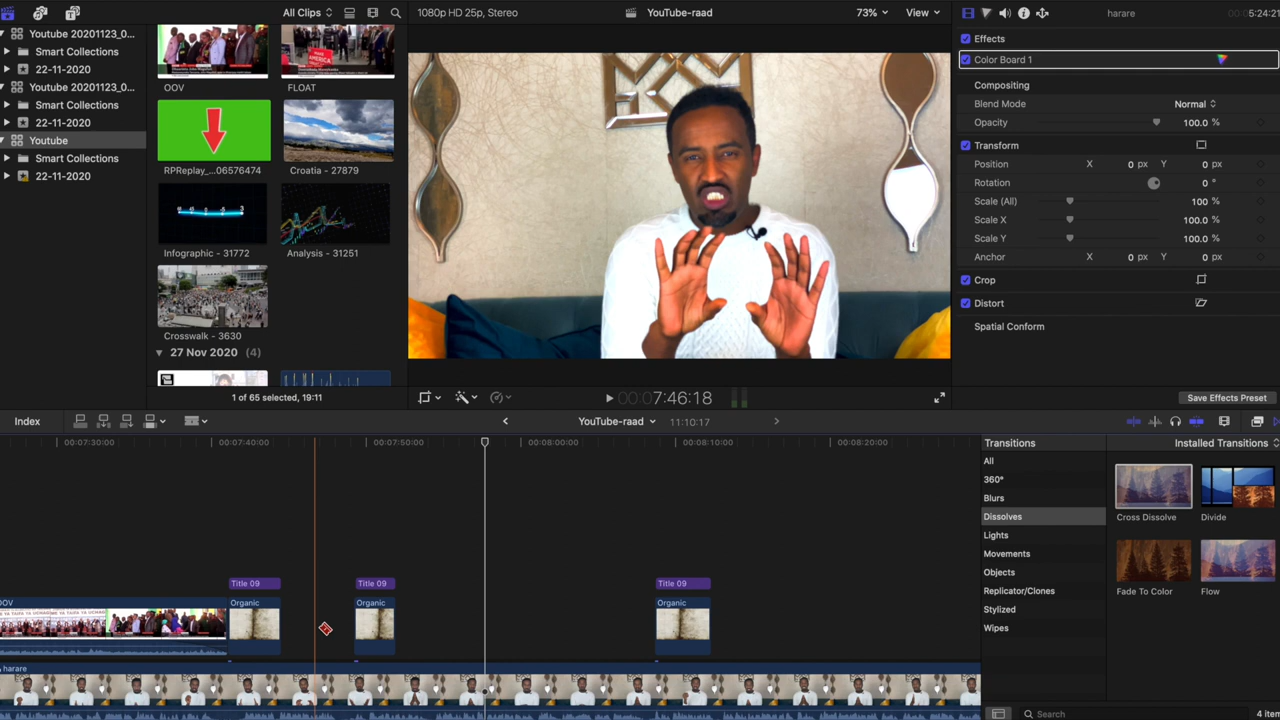 All Clips
1080p HD 25p, Stereo
YouTube-raad
73%
View
harare
5:24:21
Youtube 20201123_0...
Smart Collections
22-11-2020
Youtube 20201123_0...
Smart Collections
22-11-2020
Youtube
Smart Collections
22-11-2020
MAKE AMERICA
OOV
FLOAT
RPReplay_...06576474
Croatia - 27879
Infographic - 31772
Analysis - 31251
Crosswalk - 3630
27 Nov 2020 (4)
1 of 65 selected, 19:11
00:00:7:46:18
Effects
Color Board 1
Compositing
Blend Mode
Normal
Opacity
100.0 %
Transform
Position
X
0 px
Y
0 px
Rotation
0 °
Scale (All)
100 %
Scale X
100.0 %
Scale Y
100.0 %
Anchor
X
0 px
Y
0 px
Crop
Distort
Spatial Conform
Save Effects Preset
Index
YouTube-raad
11:10:17
00:07:30:00
00:07:40:00
00:07:50:00
00:08:00:00
00:08:10:00
00:08:20:00
Title 09
Title 09
Title 09
OOV
Organic
Organic
Organic
harare
Transitions
Installed Transitions
All
360°
Blurs
Dissolves
Lights
Movements
Objects
Replicator/Clones
Stylized
Wipes
Cross Dissolve
Divide
Fade To Color
Flow
Search
4 item